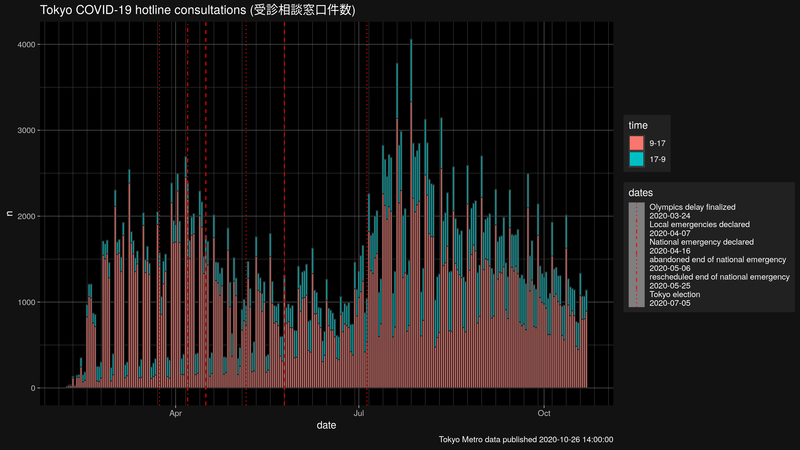 Tokyo COVID-19 hotline consultations (受診相談窓口件数)
4000
3000
2000
1000
0
n
Apr
Jul
Oct
date
time
9-17
17-9
dates
Olympics delay finalized
2020-03-24
Local emergencies declared
2020-04-07
National emergency declared
2020-04-16
abandoned end of national emergency
2020-05-06
rescheduled end of national emergency
2020-05-25
Tokyo election
2020-07-05
Tokyo Metro data published 2020-10-26 14:00:00